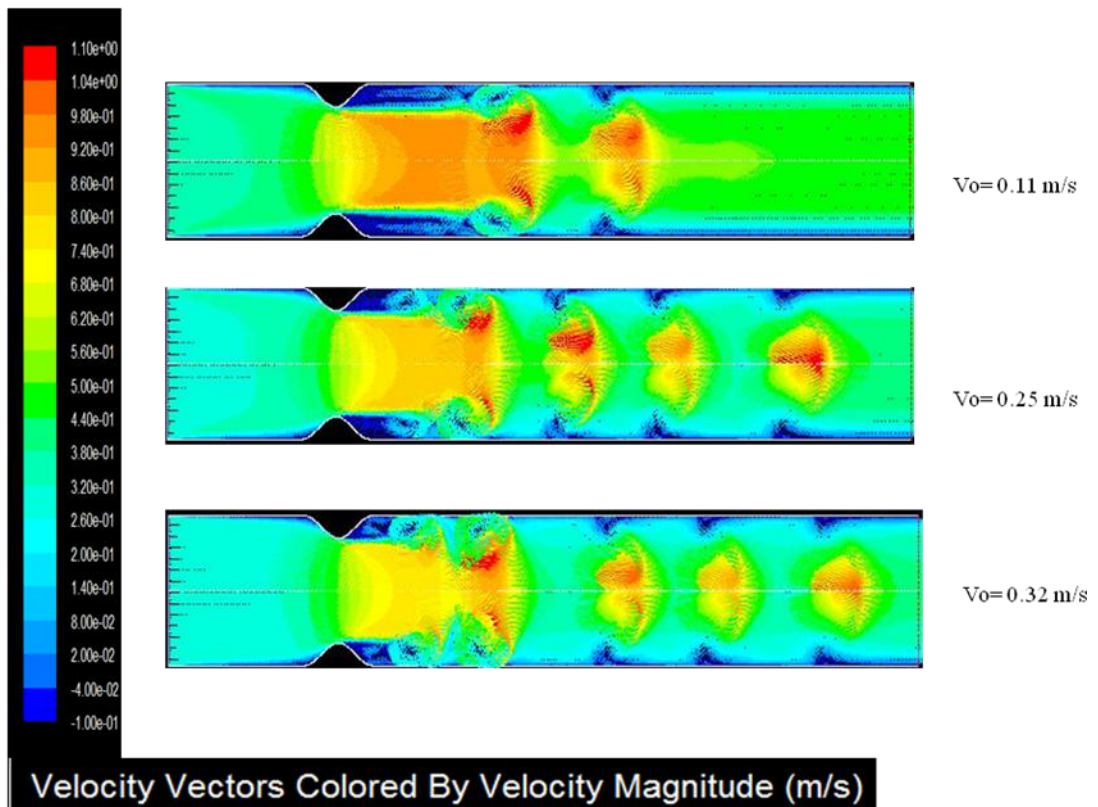 1.10e+00
1.04e+00
9.80e-01
9.20e-01
8.60e-01
8.00e-01
7.40e-01
6.80e-01
6.20e-01
5.60e-01
5.00e-01
4.40e-01
3.80e-01
3.20e-01
2.60e-01
2.00e-01
1.40e-01
8.00e-02
2.00e-02
-4.00e-02
-1.00e-01
Vo= 0.11 m/s
Vo= 0.25 m/s
Vo= 0.32 m/s
Velocity Vectors Colored By Velocity Magnitude (m/s)